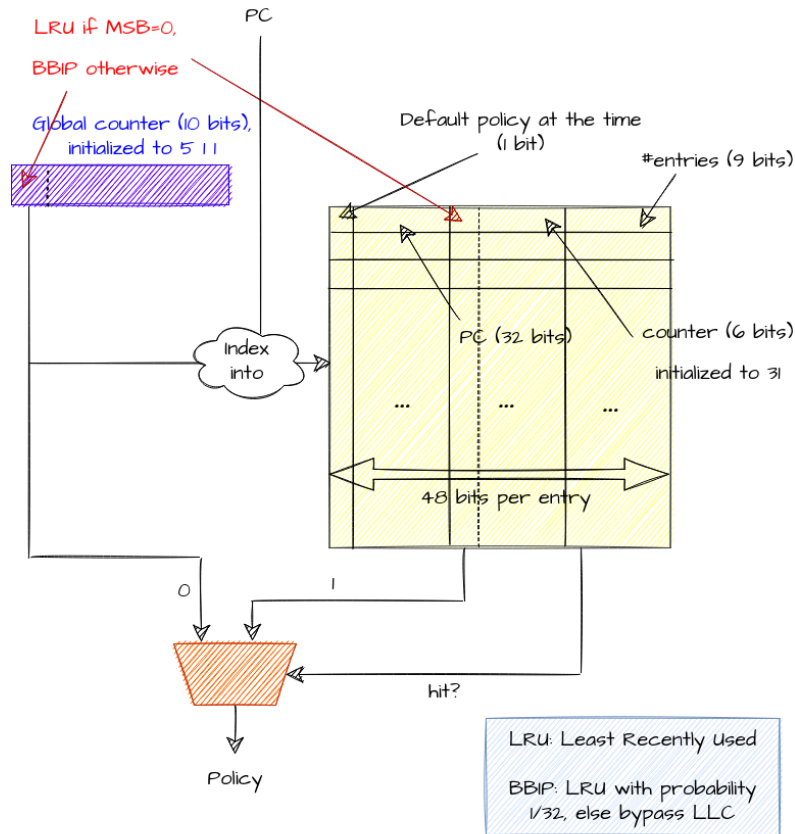 PC
LRU if MSB=0,
BBIP otherwise
Global counter (10 bits),
initialized to 511
Default policy at the time
(1 bit)
#entries (9 bits)
Index
into
PC (32 bits)
counter (6 bits)
initialized to 31
... ... ...
48 bits per entry
0
1
hit?
Policy
LRU: Least Recently Used
BBIP: LRU with probability
1/32, else bypass LLC